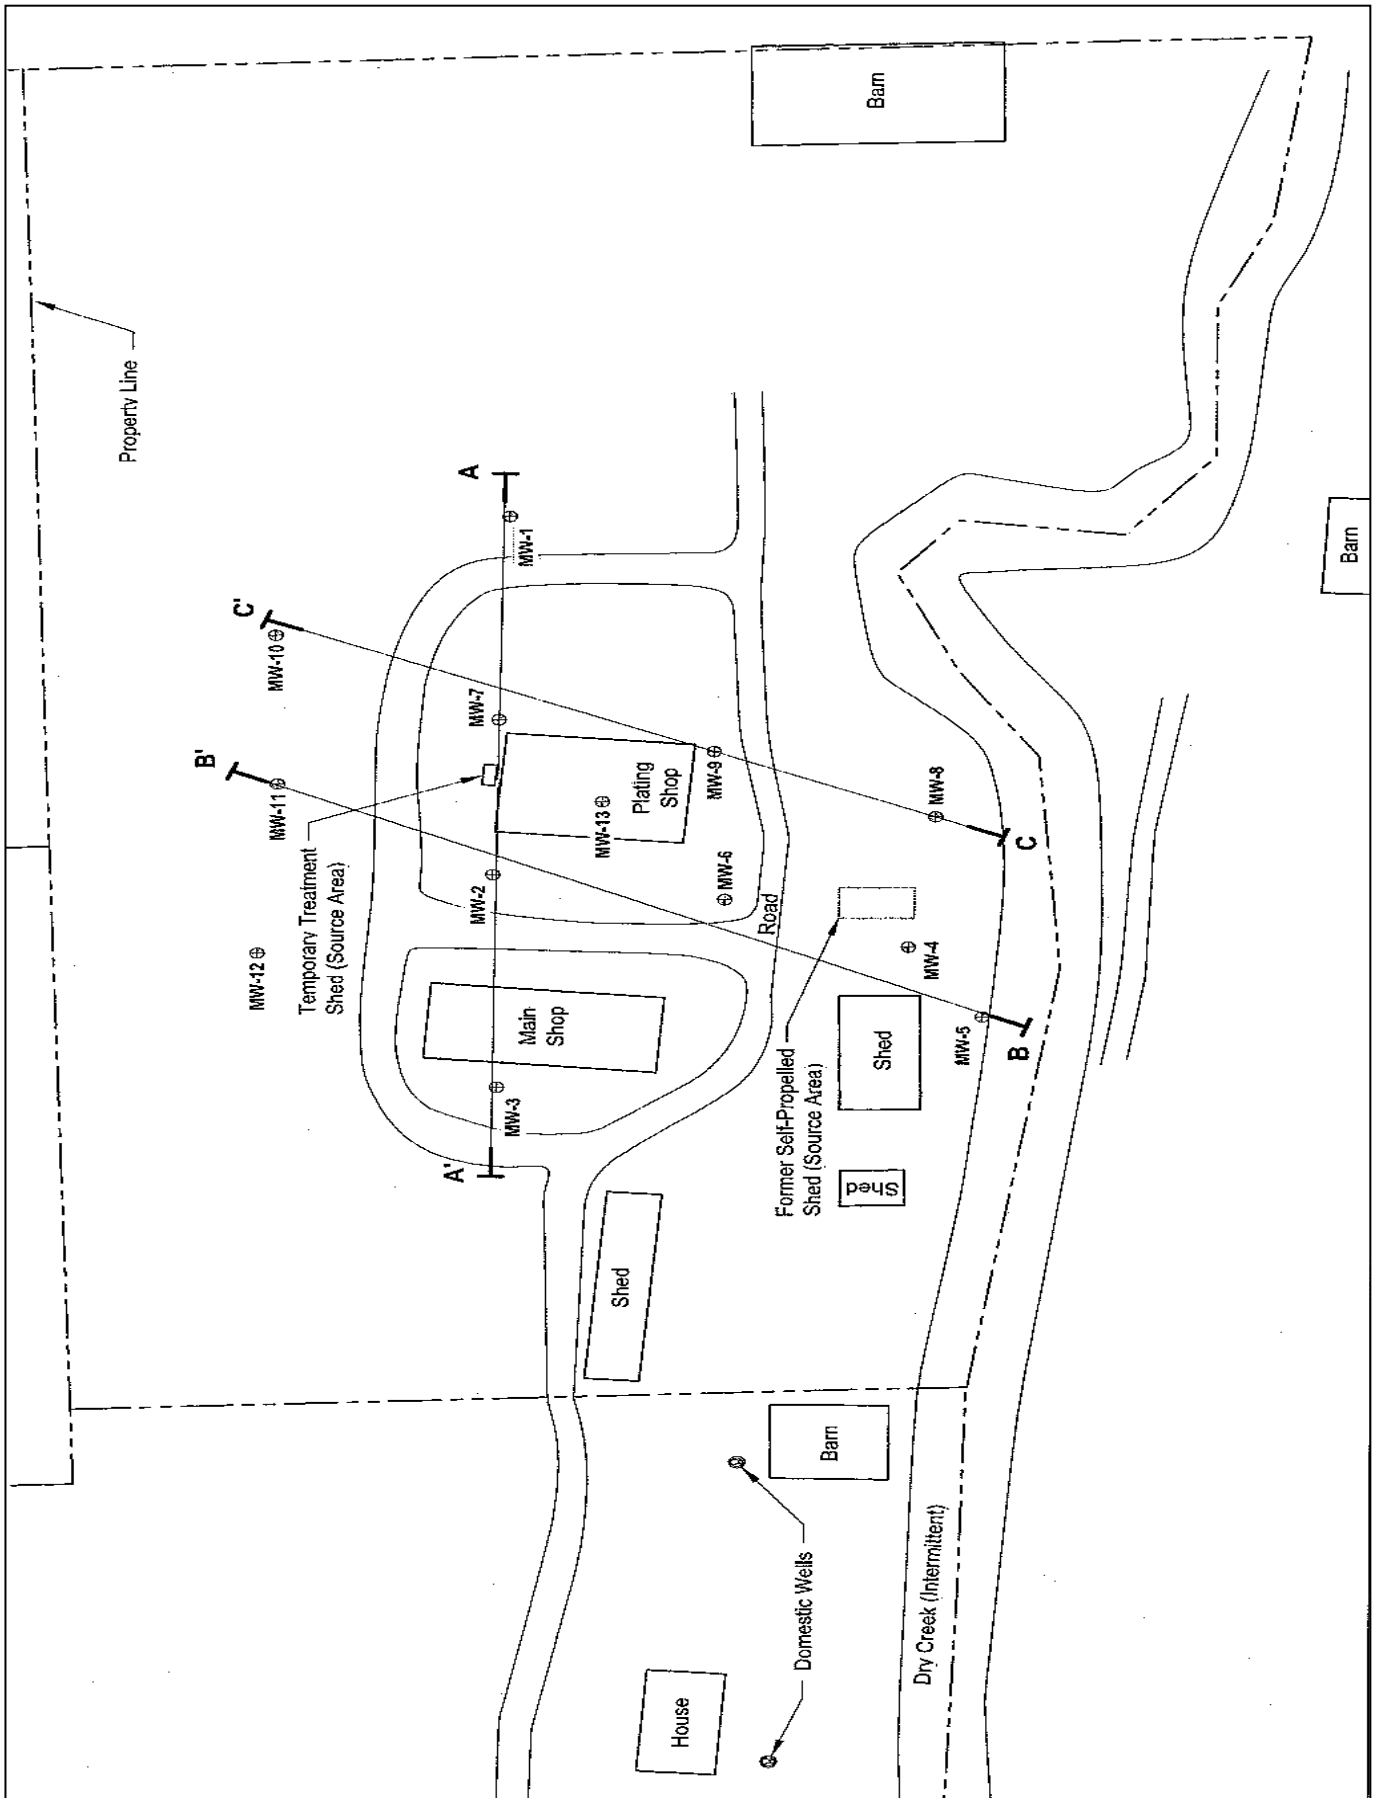 Barn
Property Line
A
MW-1
C'
MW-10
Barn
B'
MW-7
MW-11
Plating
Shop
MW-9
MW-13
MW-8
C
MW-2
MW-6
Temporary Treatment
Shed (Source Area)
Road
MW-12
MW-4
Main
Shop
MW-5
B
Shed
MW-3
A'
Former Self-Propelled
Shed (Source Area)
Shed
Shed
Barn
Domestic Wells
Dry Creek (Intermittent)
House